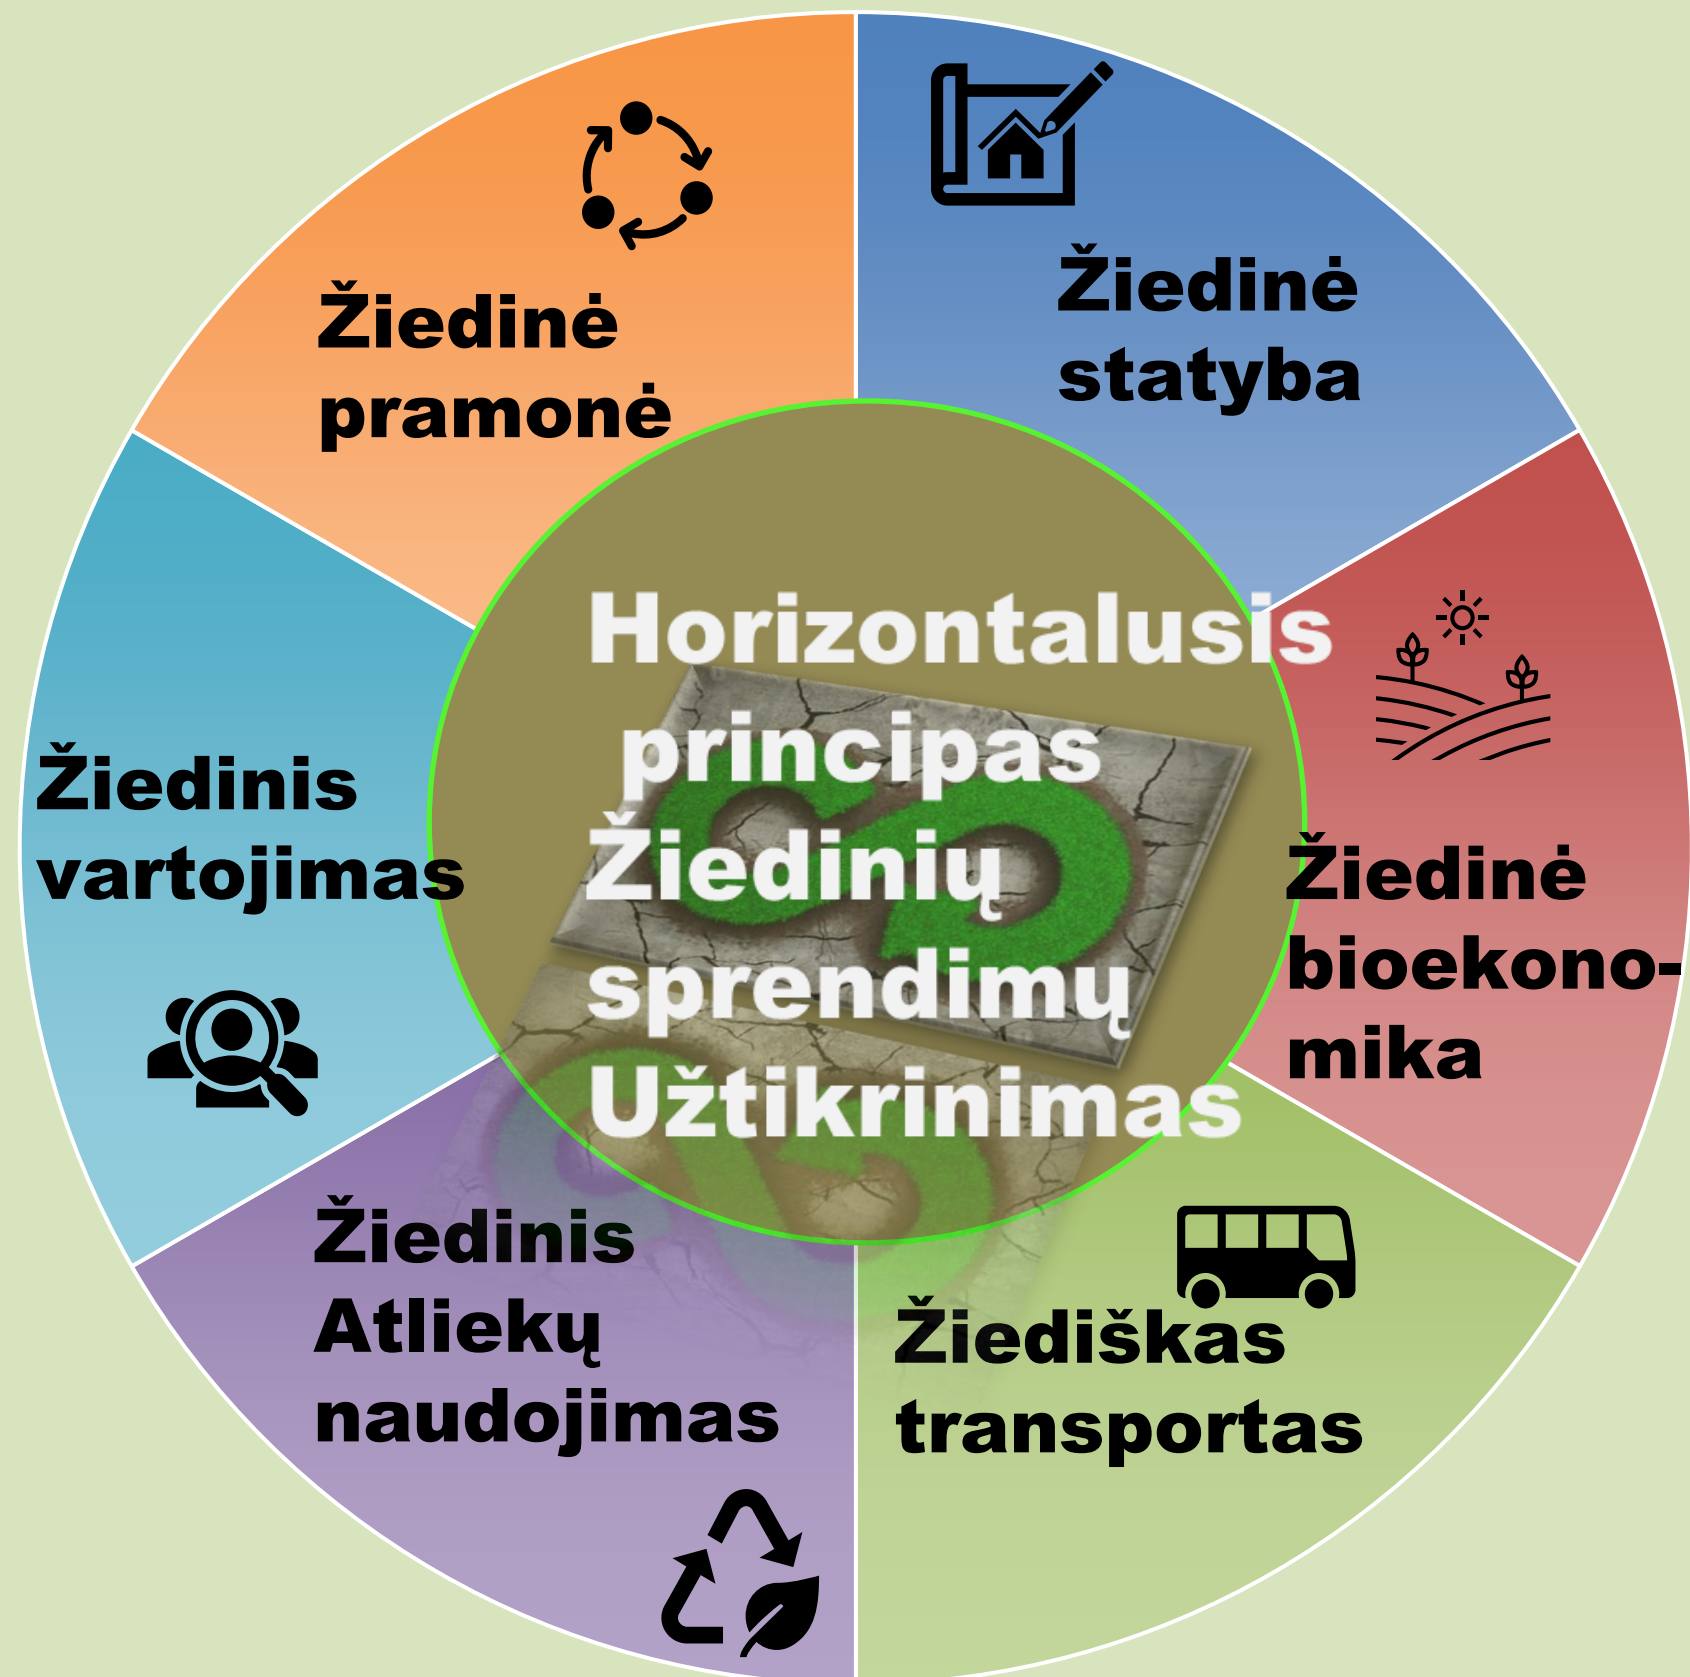 Žiedinė
pramonė
Žiedinė
statyba
Horizontalusis
principas
Žiedinių
sprendimų
Užtikrinimas
Žiedinis
vartojimas
Žiedinė
bioekono-
mika
Žiedinis
Atliekų
naudojimas
Žiediškas
transportas